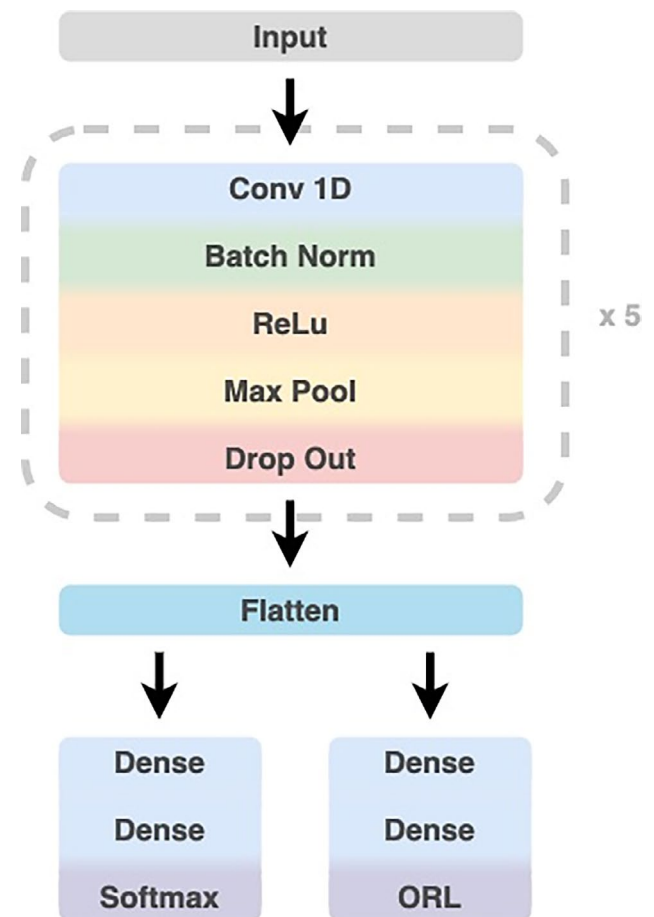 Input
Conv 1D
Batch Norm
ReLu
x 5
Max Pool
Drop Out
Flatten
Dense
Dense
Softmax
Dense
Dense
ORL